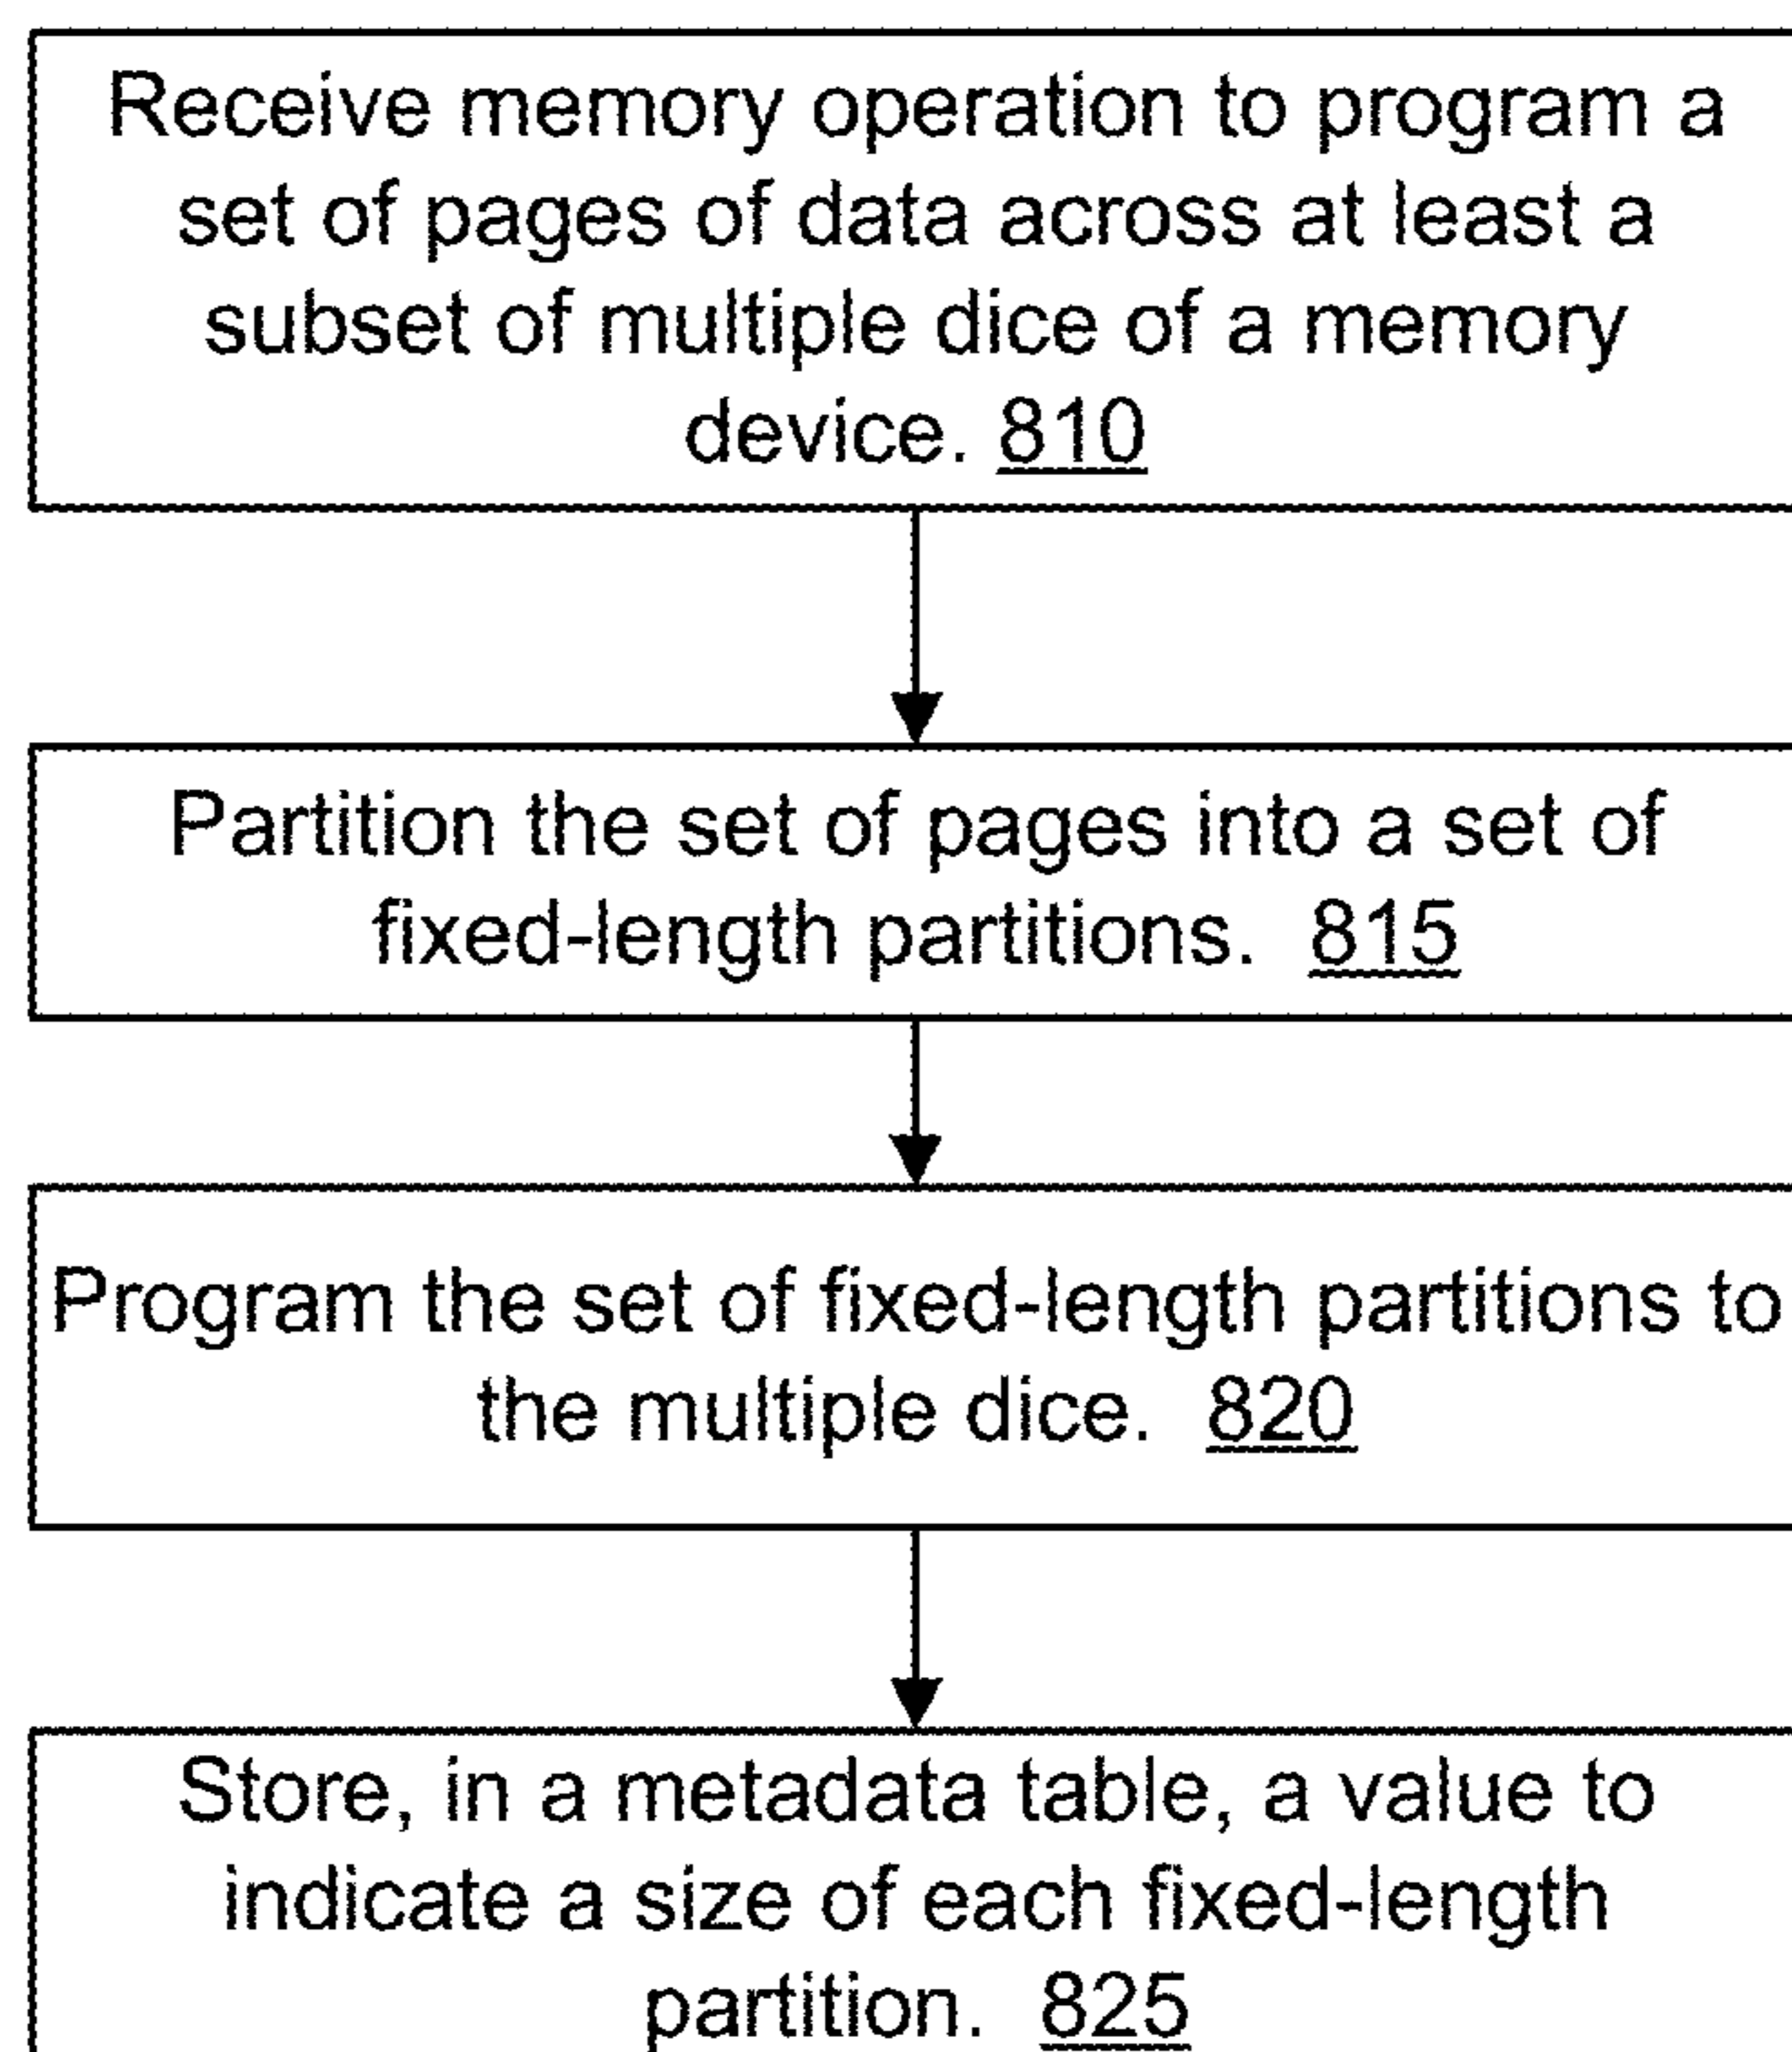 Receive memory operation to program a
set of pages of data across at least a
subset of multiple dice of a memory
device. 810
Partition the set of pages into a set of
fixed-length partitions. 815
Program the set of fixed-length partitions to
the multiple dice. 820
Store, in a metadata table, a value to
indicate a size of each fixed-length
partition. 825